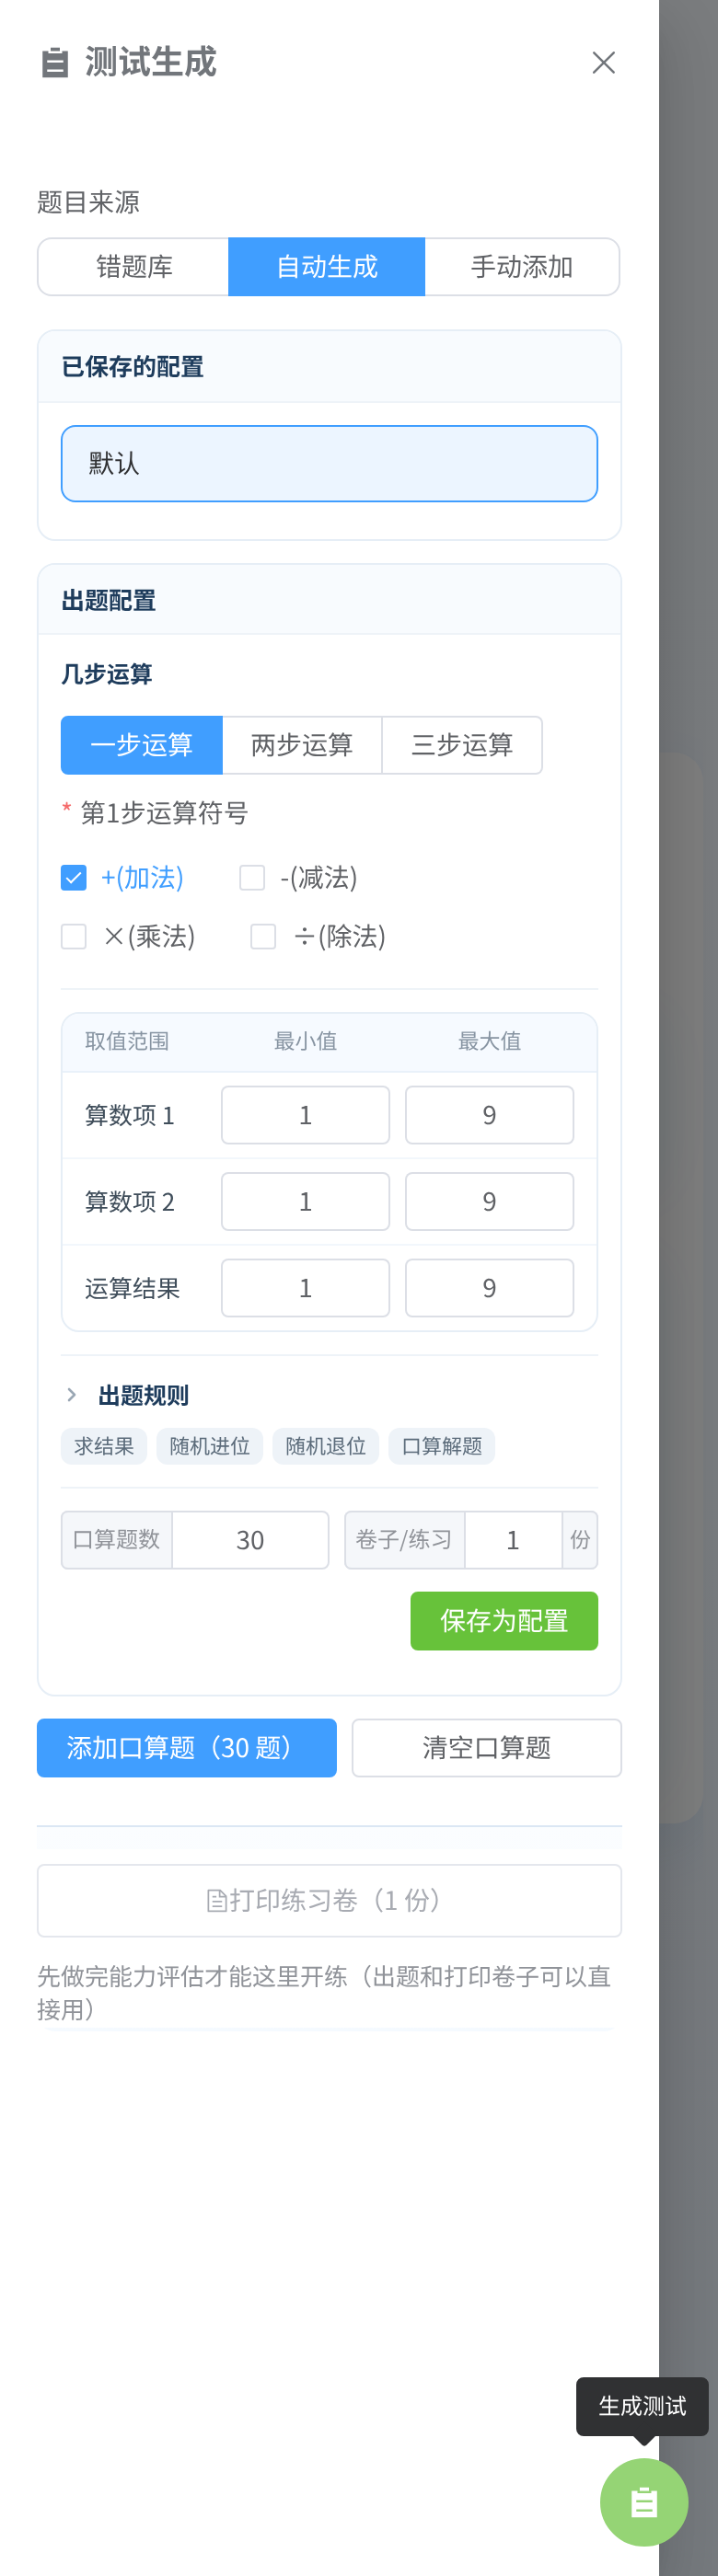 测试生成
题目来源
错题库 自动生成 手动添加
已保存的配置
默认
出题配置
几步运算
一步运算 两步运算 三步运算
* 第1步运算符号
+(加法) -(减法)
×(乘法) ÷(除法)
取值范围 最小值 最大值
算数项 1 1 9
算数项 2 1 9
运算结果 1 9
出题规则
求结果 随机进位 随机退位 口算解题
口算题数 30 卷子/练习 1 份
保存为配置
添加口算题（30 题） 清空口算题
打印练习卷（1 份）
先做完能力评估才能这里开练（出题和打印卷子可以直
接用）
生成测试